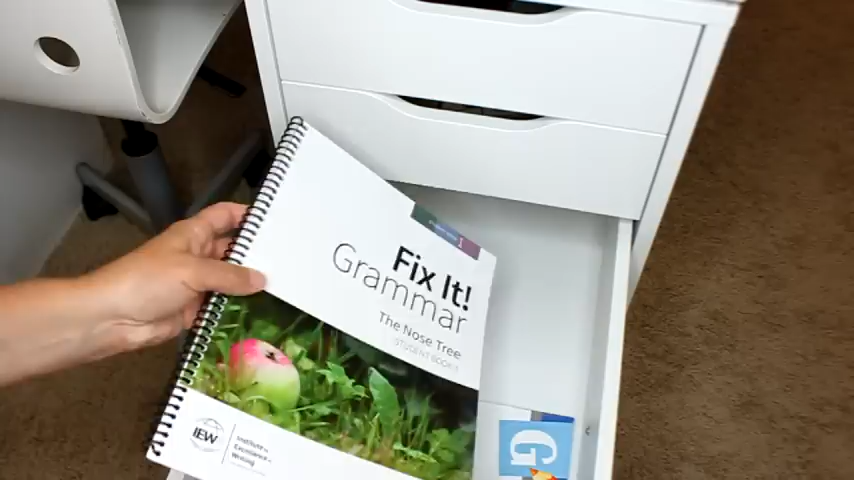 Fix It!
Grammar
The Nose Tree
STUDENT BOOK 1
IEW
Institute for
Excellence in
Writing
G